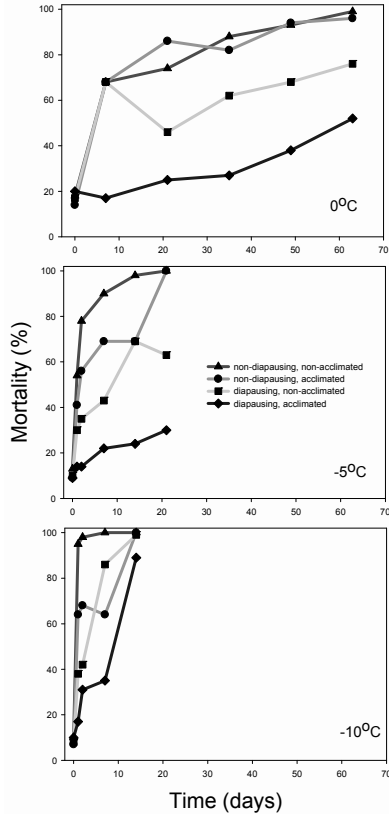 100
80
60
40
20
0
0 10 20 30 40 50 60 70
0°C
100
80
60
40
20
0
0 10 20 30 40 50 60 70
non-diapausing, non-acclimated
non-diapausing, acclimated
diapausing, non-acclimated
diapausing, acclimated
-5°C
Mortality (%)
100
80
60
40
20
0
0 10 20 30 40 50 60 70
-10°C
Time (days)